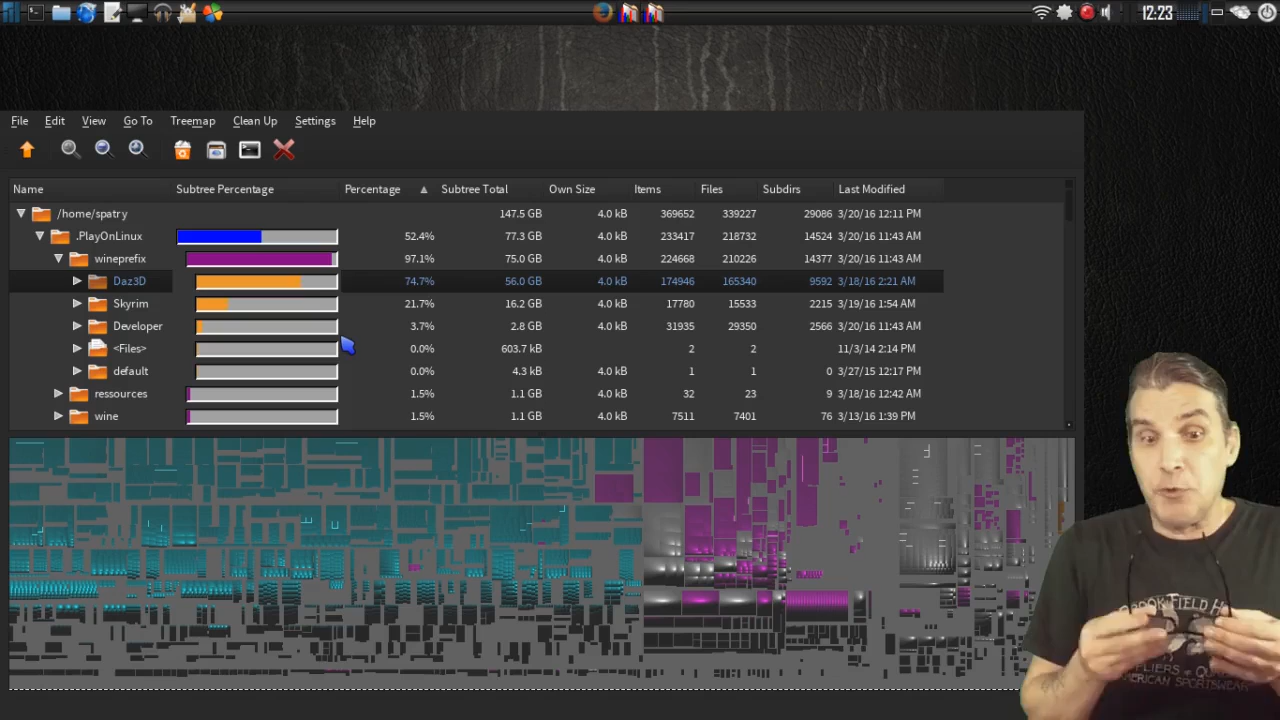 12:23
File Edit View Go To Treemap Clean Up Settings Help
Name Subtree Percentage Percentage Subtree Total Own Size Items Files Subdirs Last Modified
/home/spatry 147.5 GB 4.0 kB 369652 339227 29086 3/20/16 12:11 PM
.PlayOnLinux 52.4% 77.3 GB 4.0 kB 233417 218732 14524 3/20/16 11:43 AM
wineprefix 97.1% 75.0 GB 4.0 kB 224668 210226 14377 3/20/16 11:43 AM
Daz3D 74.7% 56.0 GB 4.0 kB 174946 165340 9592 3/18/16 2:21 AM
Skyrim 21.7% 16.2 GB 4.0 kB 17780 15533 2215 3/19/16 1:54 AM
Developer 3.7% 2.8 GB 4.0 kB 31935 29350 2566 3/20/16 11:43 AM
<Files> 0.0% 603.7 kB 2 2 11/3/14 2:14 PM
default 0.0% 4.3 kB 4.0 kB 1 1 0 3/27/15 12:17 PM
ressources 1.5% 1.1 GB 4.0 kB 32 23 9 3/18/16 12:42 AM
wine 1.5% 1.1 GB 4.0 kB 7511 7401 76 3/13/16 1:39 PM